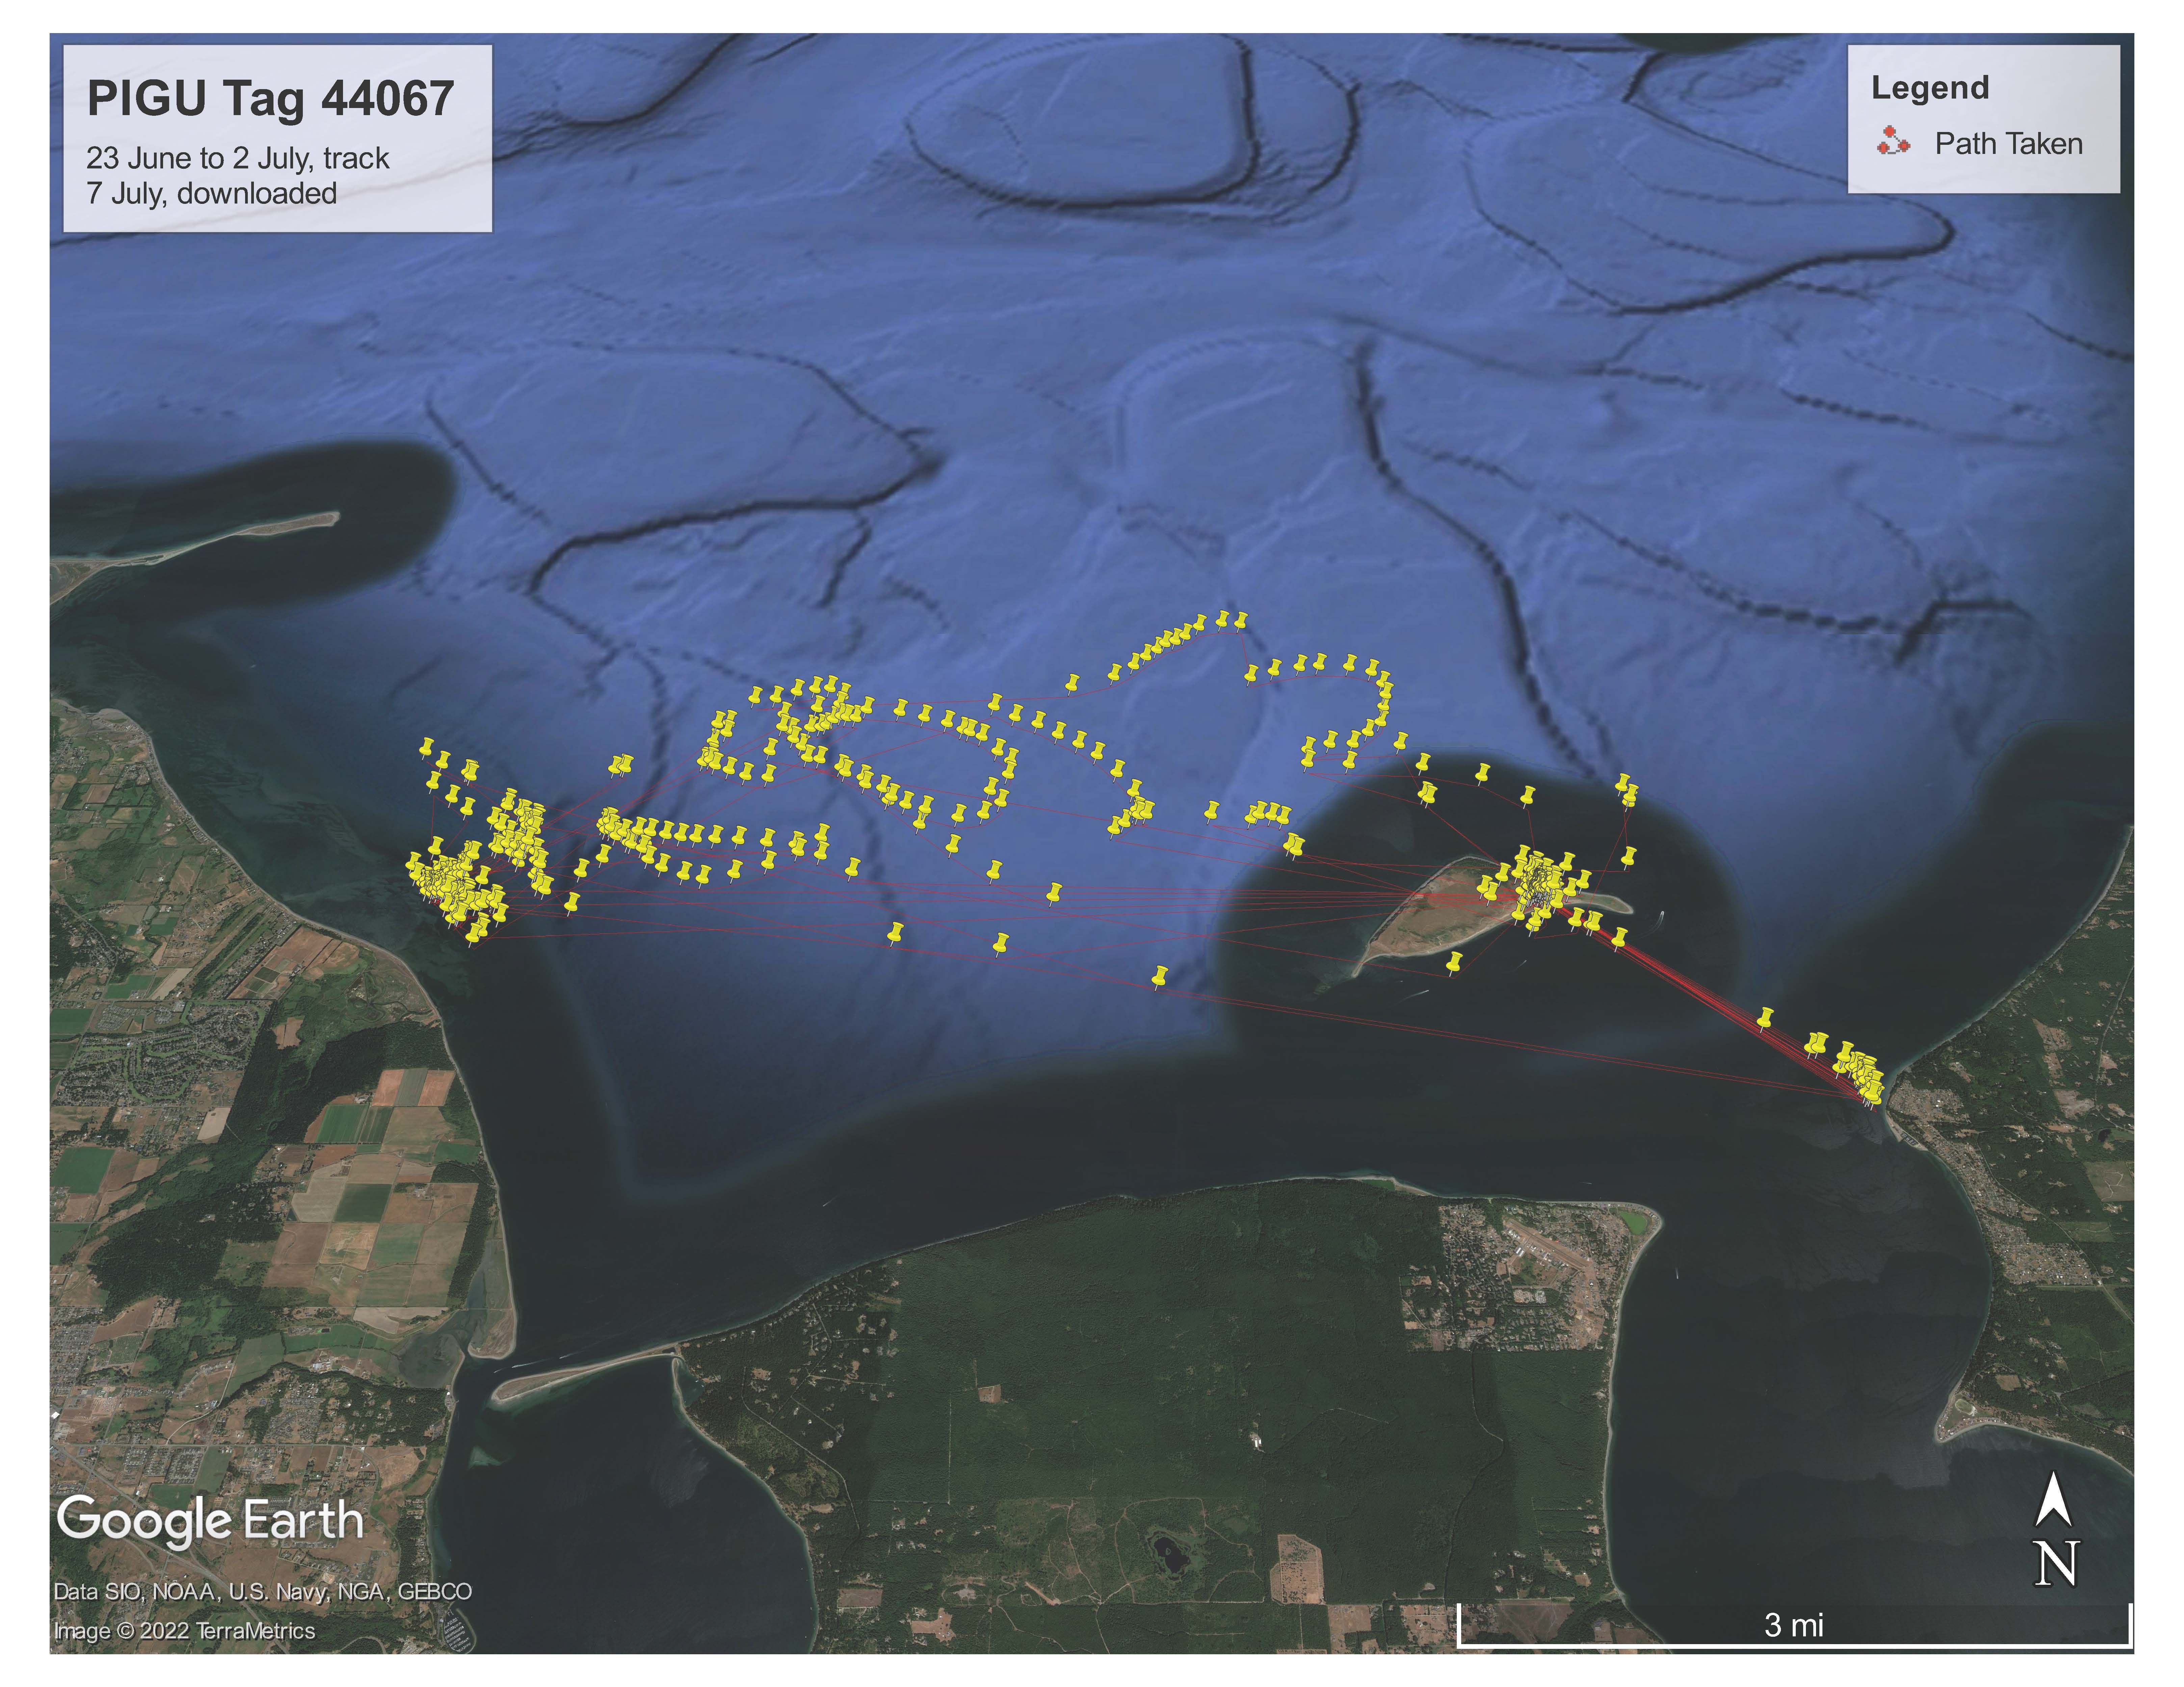 PIGU Tag 44067
23 June to 2 July, track
7 July, downloaded
Legend
Path Taken
Google Earth
Data SIO, NOAA, U.S. Navy, NGA, GEBCO
Image © 2022 TerraMetrics
N
3 mi